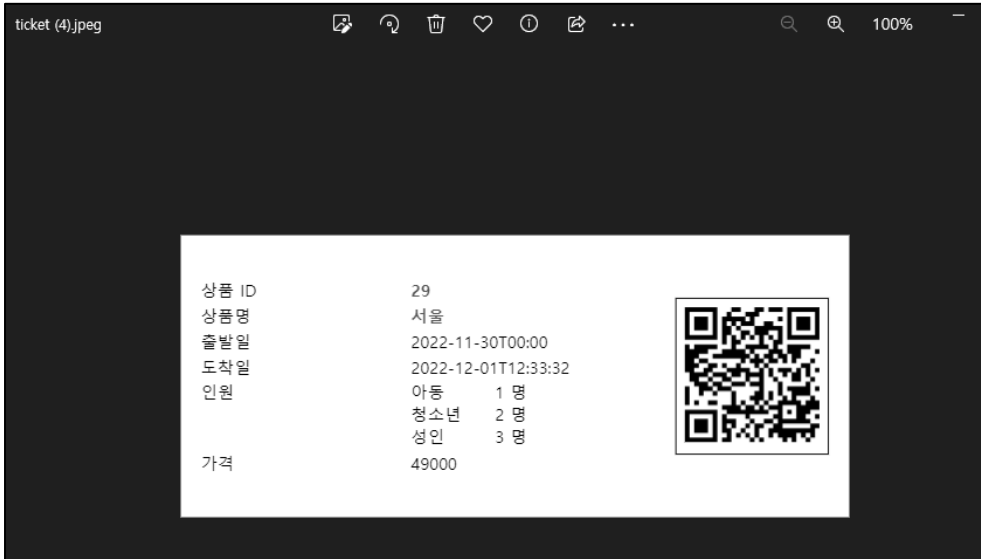 ticket (4).jpeg 100%
상품 ID 29
상품명 서울
출발일 2022-11-30T00:00
도착일 2022-12-01T12:33:32
인원 아동 1 명
청소년 2 명
성인 3 명
가격 49000